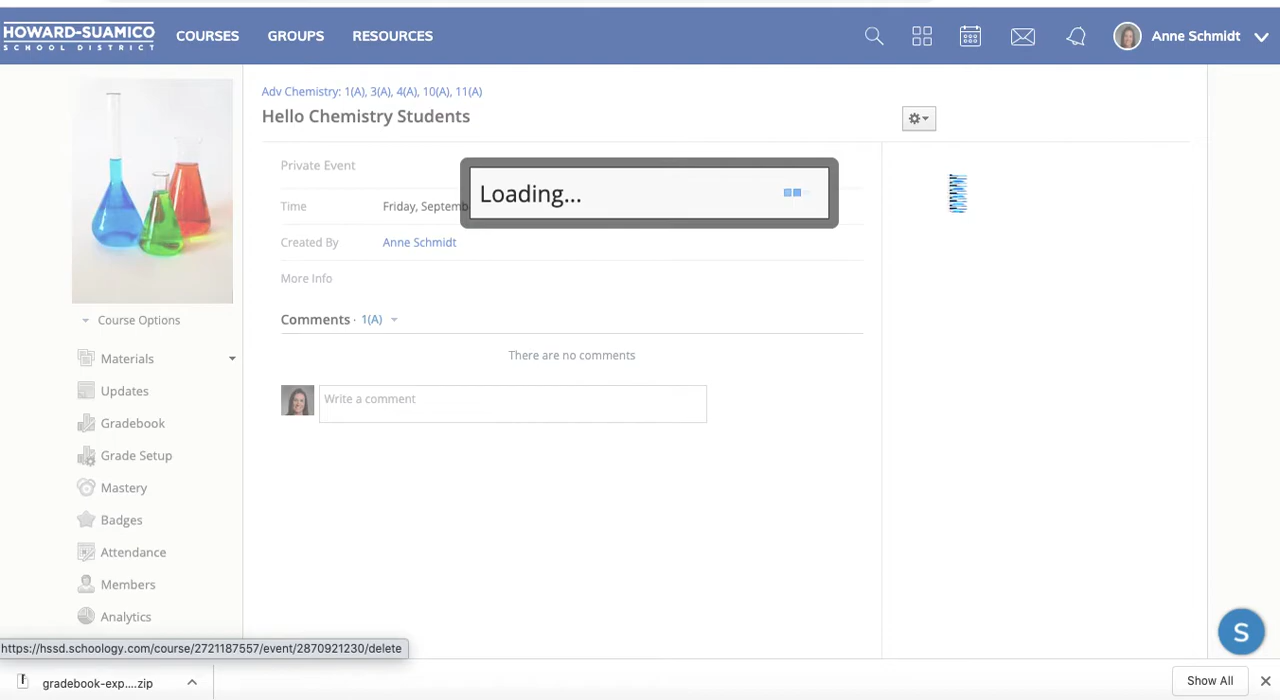 HOWARD-SUAMICO
SCHOOL DISTRICT
COURSES
GROUPS
RESOURCES
Anne Schmidt
Adv Chemistry: 1(A), 3(A), 4(A), 10(A), 11(A)
Hello Chemistry Students
Private Event
Loading...
Time
Friday, Septemb
Created By
Anne Schmidt
More Info
Comments · 1(A)
There are no comments
Write a comment
Course Options
Materials
Updates
Gradebook
Grade Setup
Mastery
Badges
Attendance
Members
Analytics
S
https://hssd.schoology.com/course/2721187557/event/2870921230/delete
gradebook-exp....zip
Show All